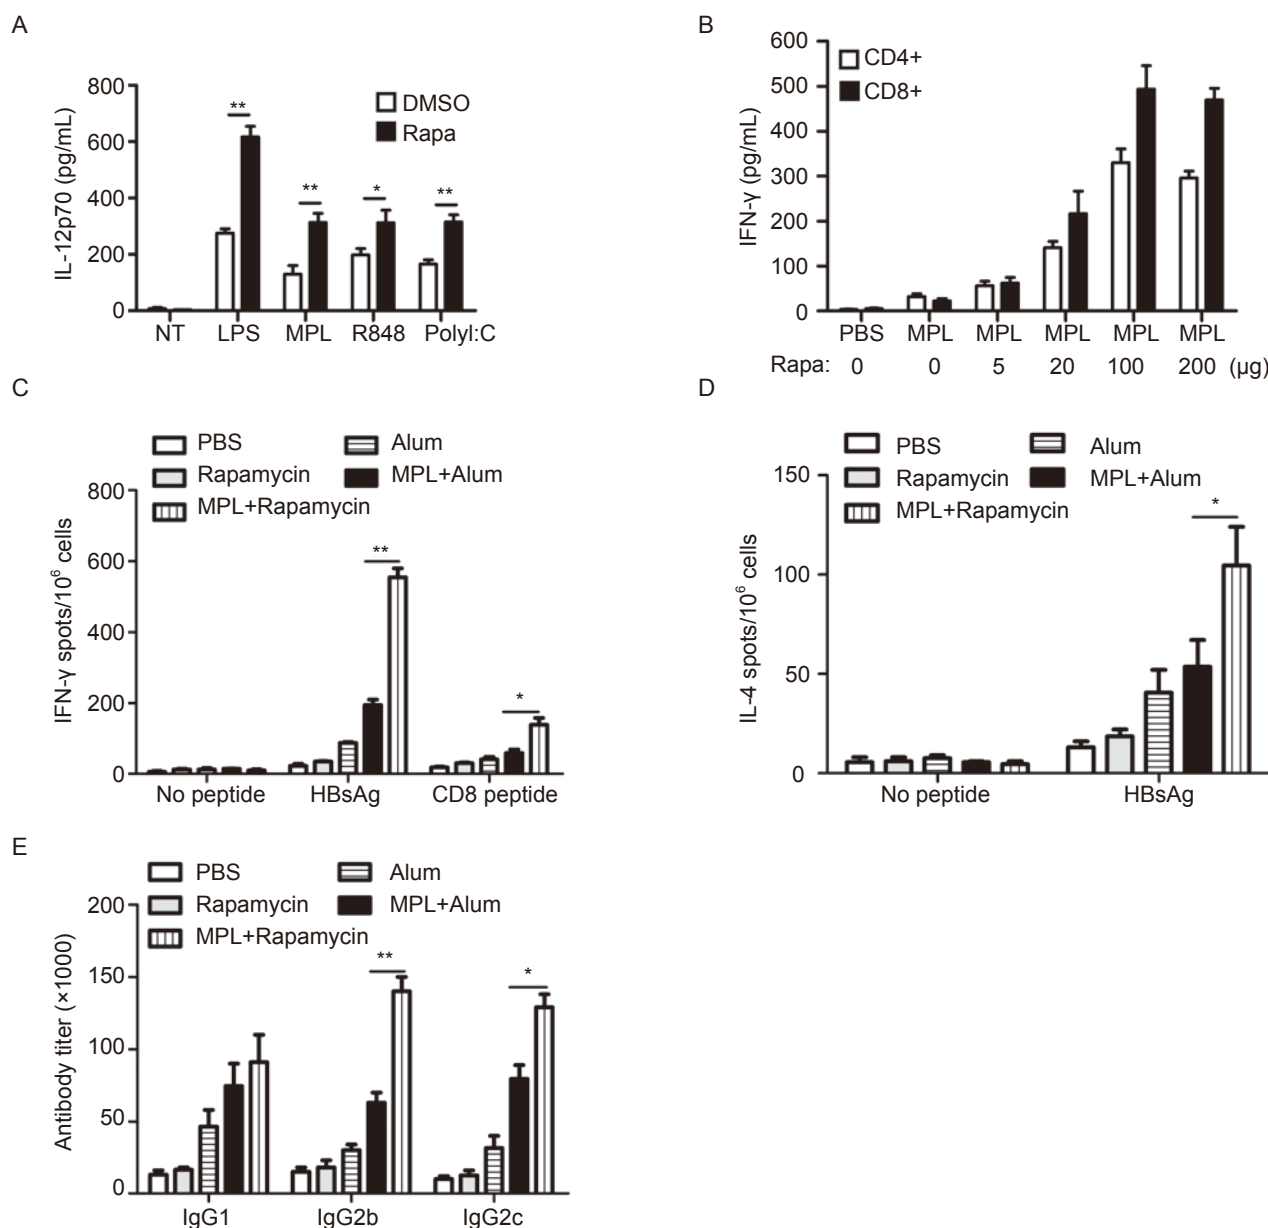 A
IL-12p70 (pg/mL)
800
600
400
200
0
DMSO
Rapa
**
**
*
**
NT LPS MPL R848 PolyI:C
B
IFN-γ (pg/mL)
600
500
400
300
200
100
0
CD4+
CD8+
PBS MPL MPL MPL MPL MPL
Rapa: 0 0 5 20 100 200 (µg)
C
PBS Alum
Rapamycin MPL+Alum
MPL+Rapamycin
IFN-γ spots/10⁶ cells
800
600
400
200
0
**
*
No peptide HBsAg CD8 peptide
D
PBS Alum
Rapamycin MPL+Alum
MPL+Rapamycin
IL-4 spots/10⁶ cells
150
100
50
0
*
No peptide HBsAg
E
PBS Alum
Rapamycin MPL+Alum
MPL+Rapamycin
Antibody titer (×1000)
200
150
100
50
0
**
*
IgG1 IgG2b IgG2c